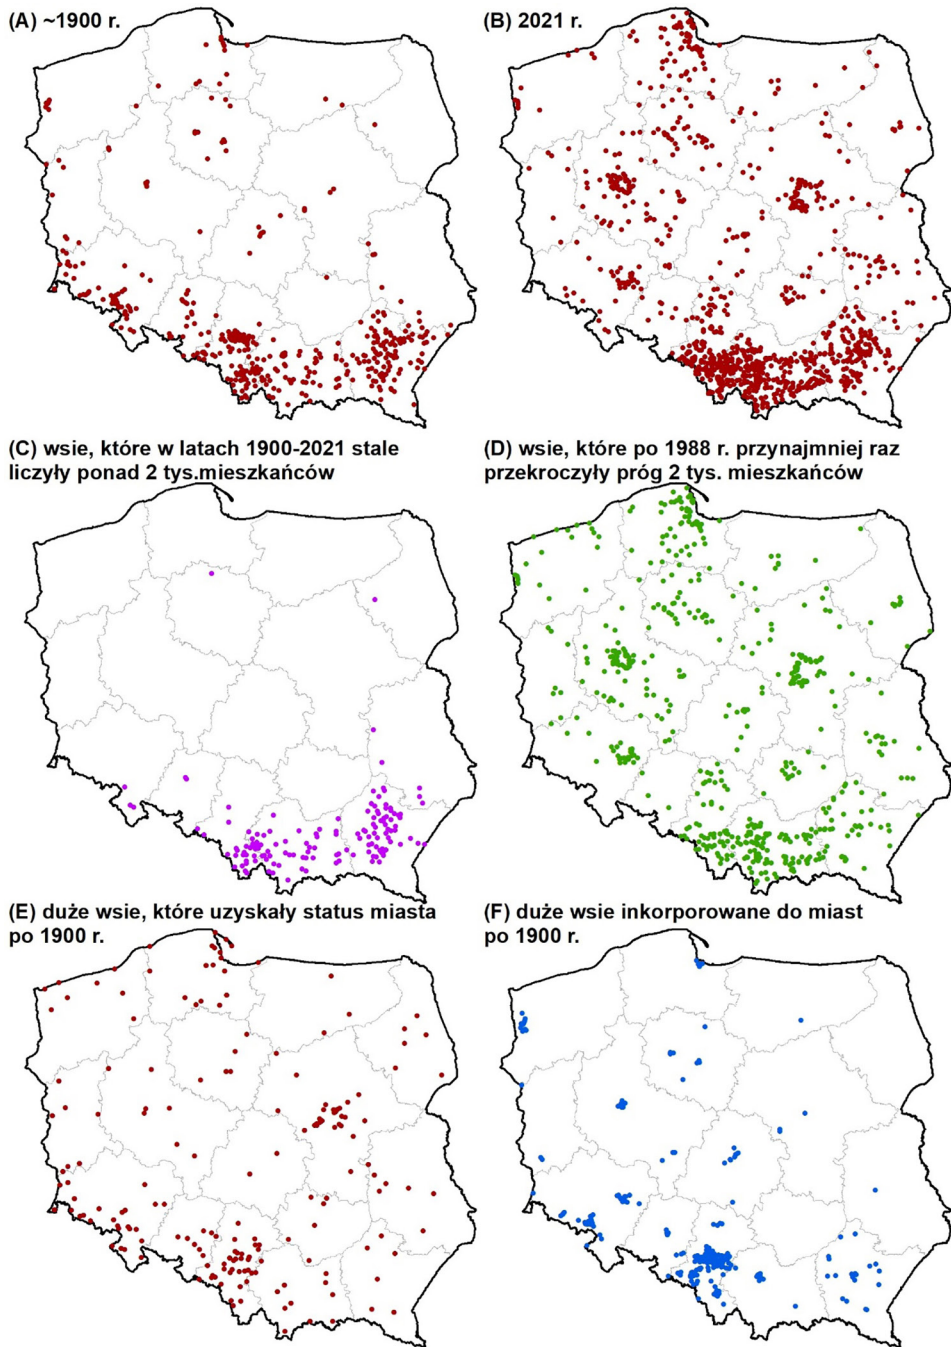 (A) ~1900 r.
(B) 2021 r.
(C) wsie, które w latach 1900-2021 stale
liczyły ponad 2 tys.mieszkańców
(D) wsie, które po 1988 r. przynajmniej raz
przekroczyły próg 2 tys. mieszkańców
(E) duże wsie, które uzyskały status miasta
po 1900 r.
(F) duże wsie inkorporowane do miast
po 1900 r.